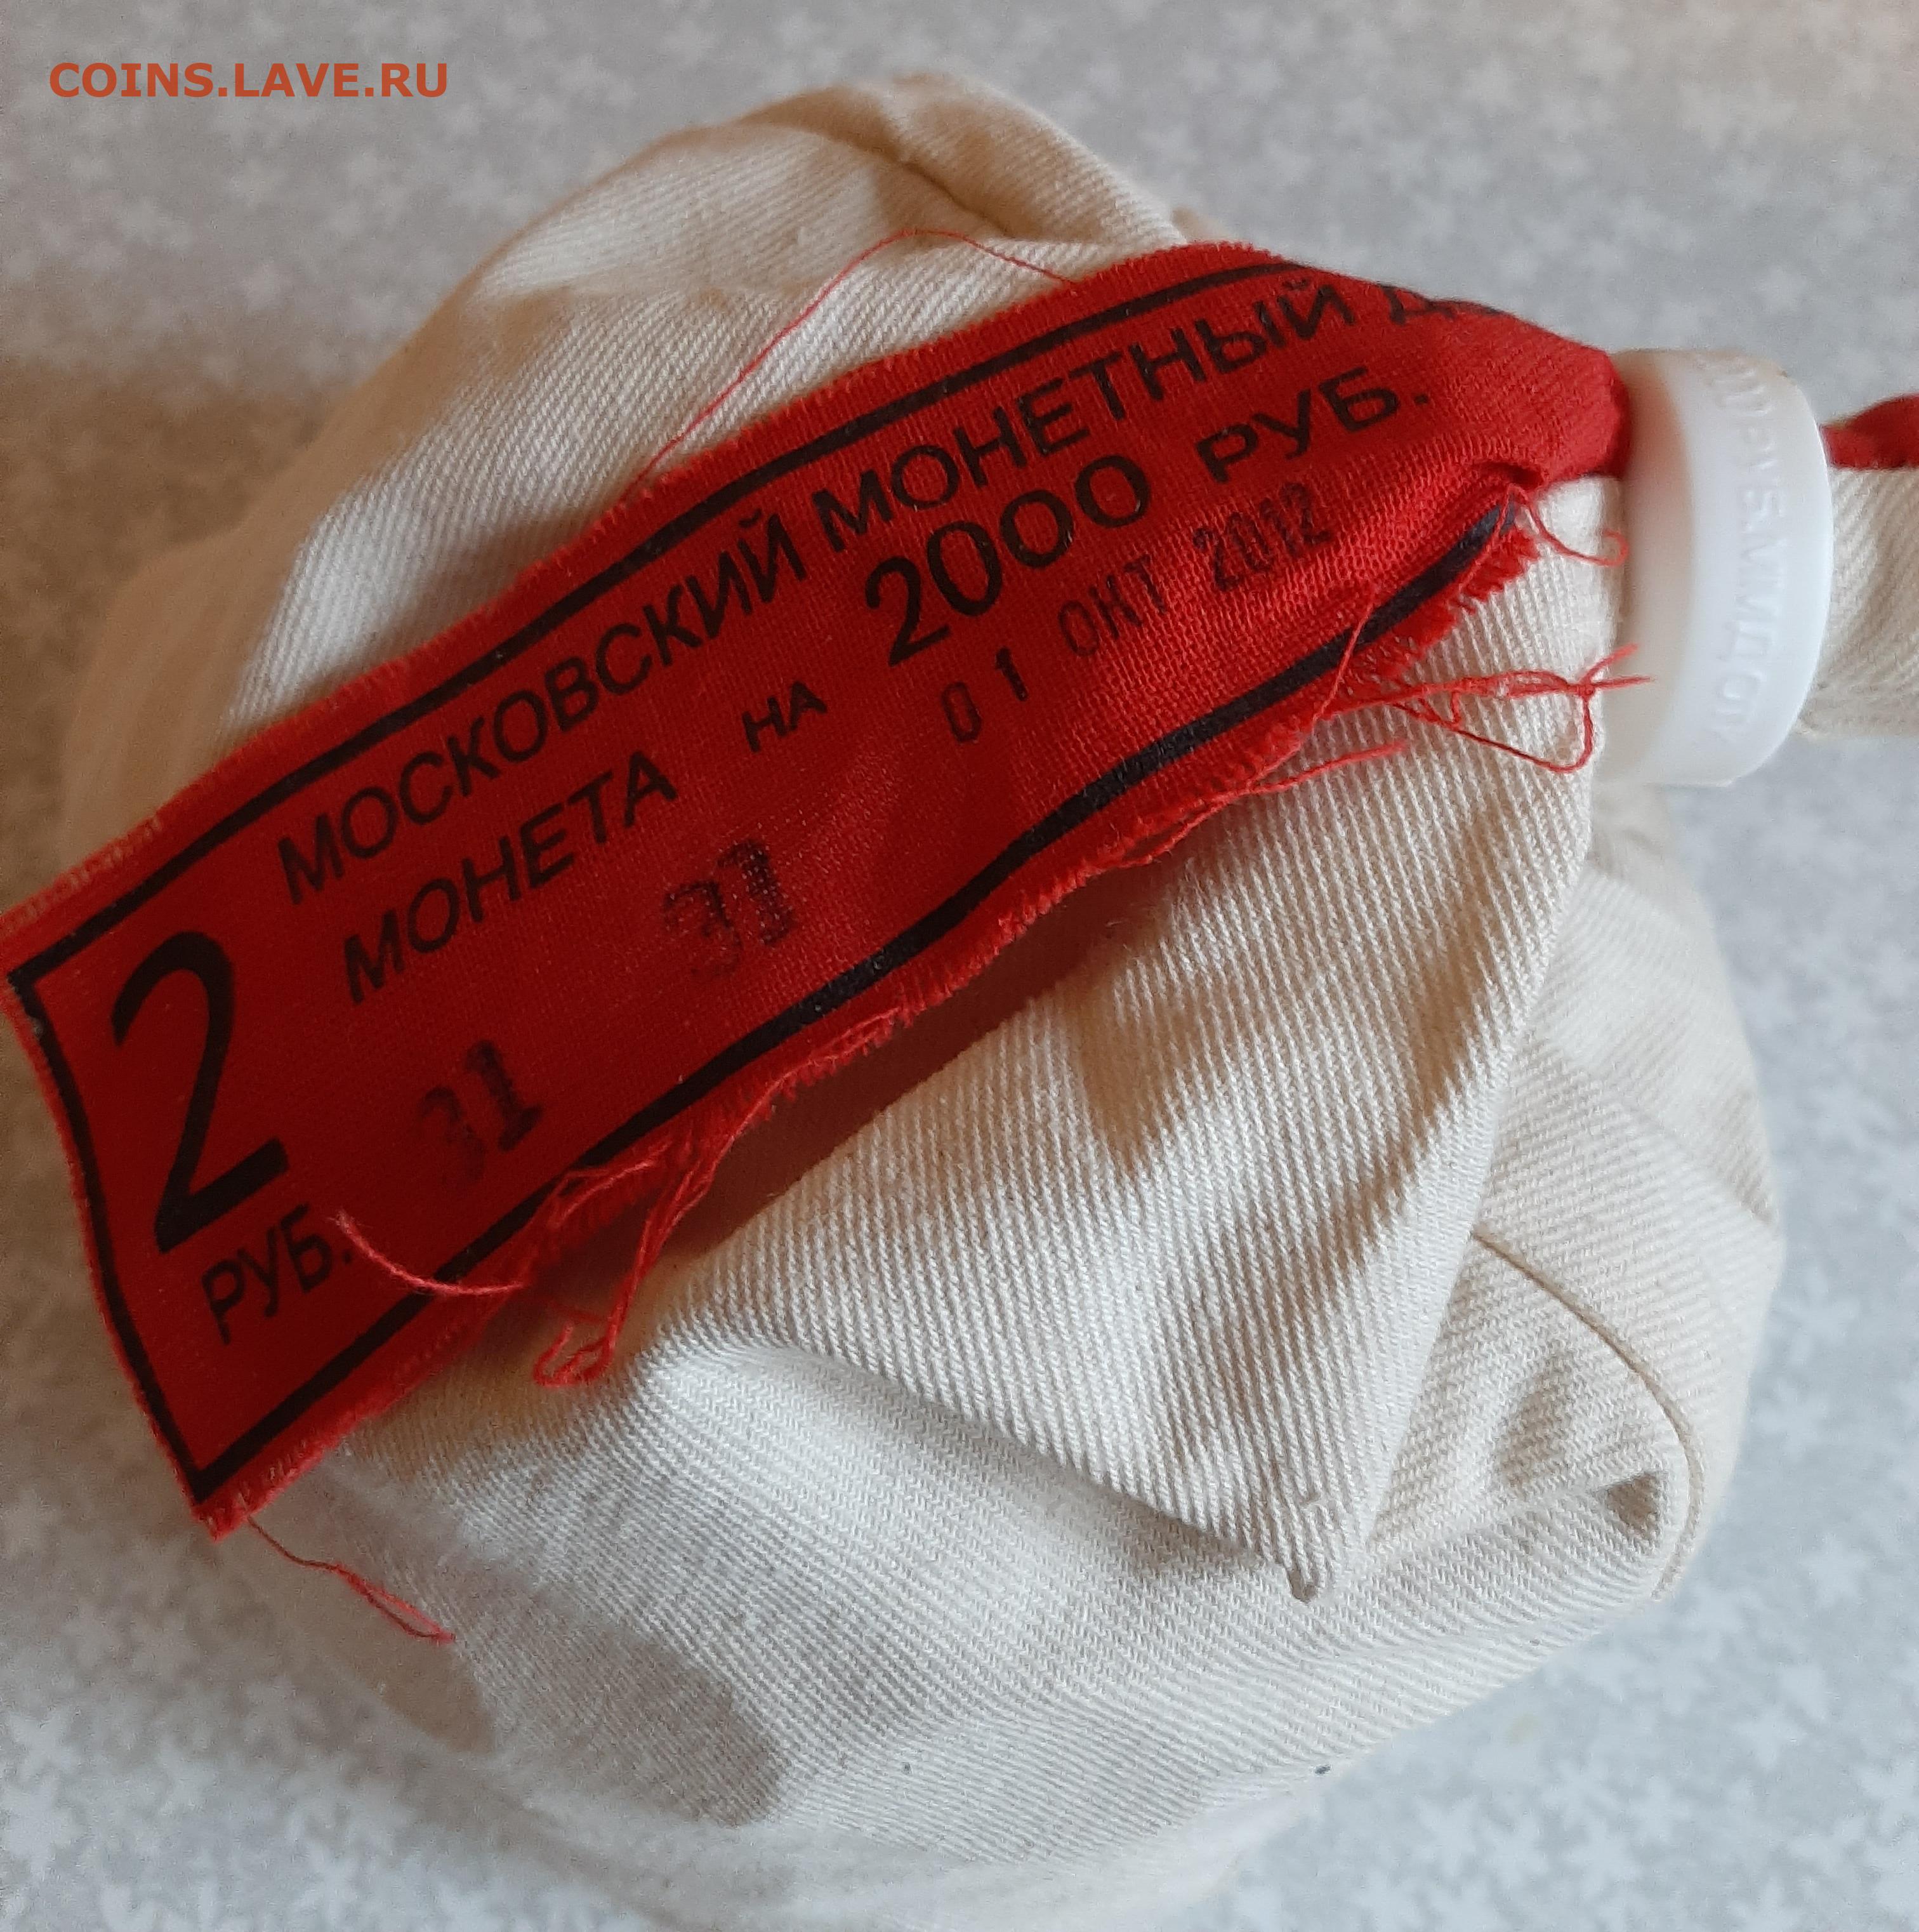 COINS.LAVE.RU
МОСКОВСКИЙ МОНЕТНЫЙ
МОНЕТА НА 2000 РУБ.
01 ОКТ 2012
31
31
2
РУБ.